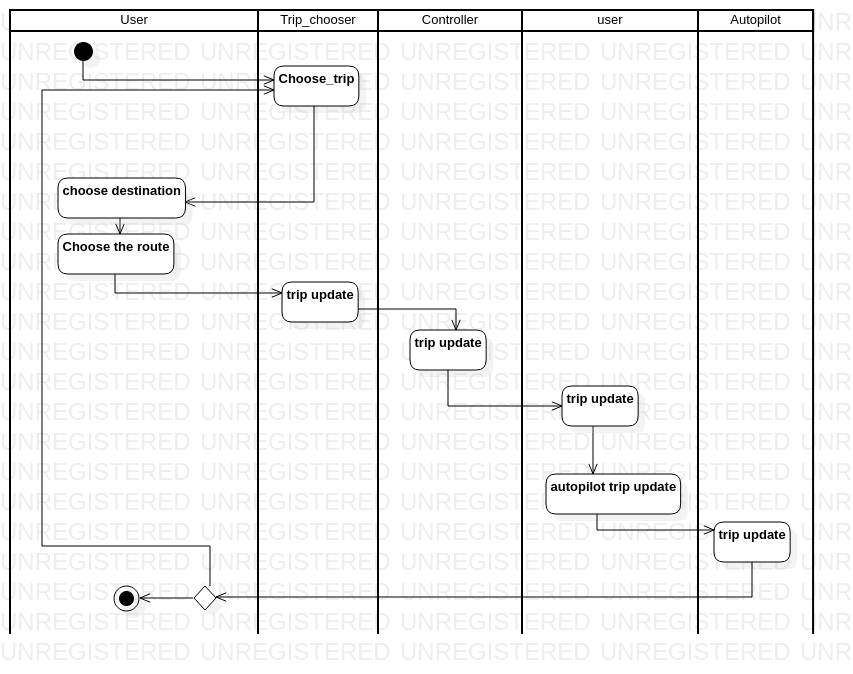 User Trip_chooser Controller user Autopilot
Choose_trip
choose destination
Choose the route
trip update
trip update
trip update
autopilot trip update
trip update
UNREGISTERED UNREGISTERED UNREGISTERED UNREGISTERED UNR